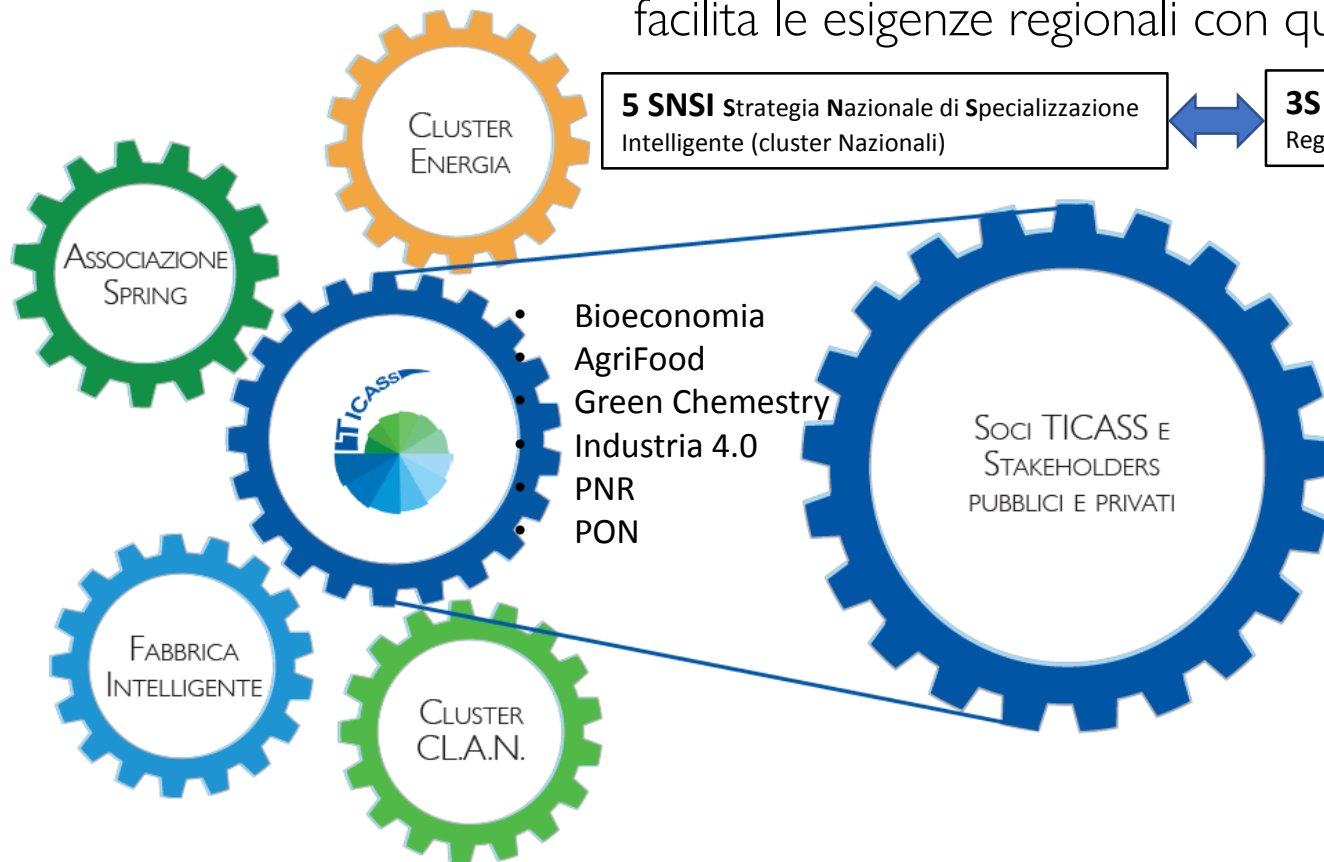 facilita le esigenze regionali con
5 SNSI Strategia Nazionale di Specializzazione
Intelligente (cluster Nazionali)
3S
CLUSTER
ENERGIA
ASSOCIAZIONE
SPRING
TICASS
• Bioeconomia
• AgriFood
• Green Chemestry
• Industria 4.0
• PNR
• PON
SOCI TICASS E
STAKEHOLDERS
PUBBLICI E PRIVATI
FABBRICA
INTELLIGENTE
CLUSTER
CL.A.N.